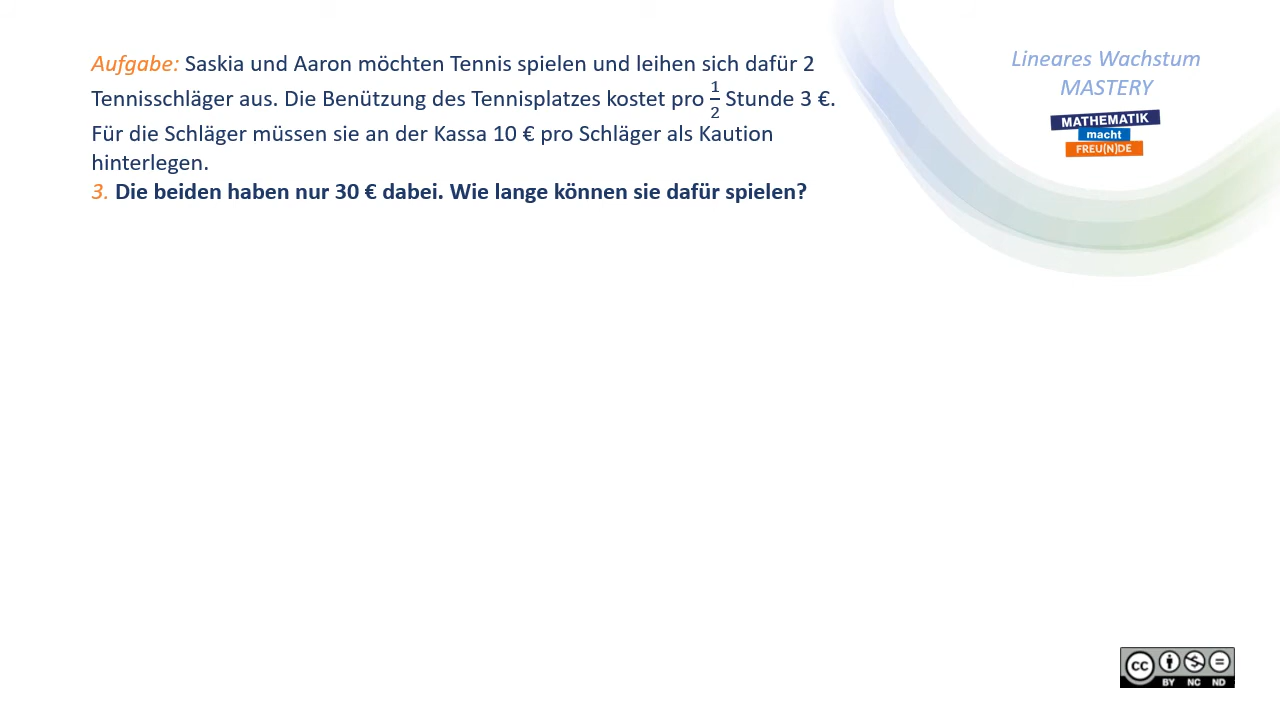 Aufgabe: Saskia und Aaron möchten Tennis spielen und leihen sich dafür 2
Tennisschläger aus. Die Benützung des Tennisplatzes kostet pro 1/2 Stunde 3 €.
Für die Schläger müssen sie an der Kassa 10 € pro Schläger als Kaution
hinterlegen.
3. Die beiden haben nur 30 € dabei. Wie lange können sie dafür spielen?
Lineares Wachstum
MASTERY
MATHEMATIK
macht
FREU(N)DE
cc
BY NC ND